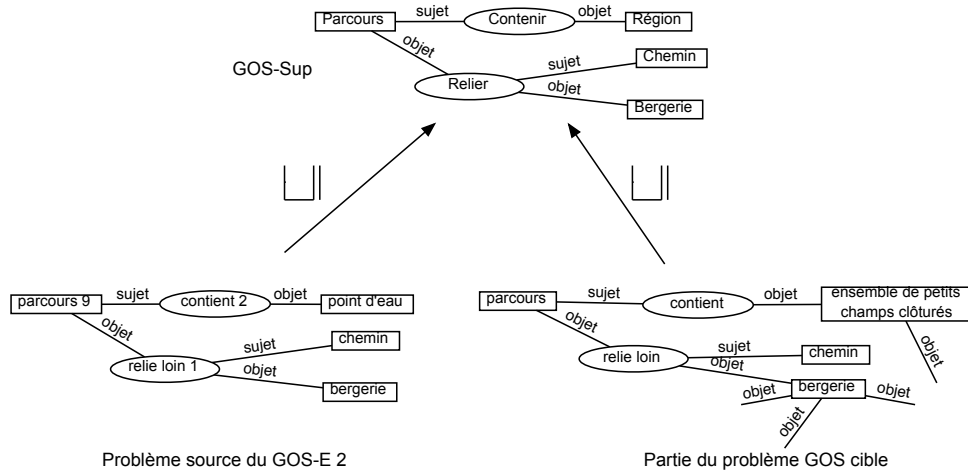 Parcours
sujet
Contenir
objet
Région
objet
GOS-Sup
sujet
Chemin
Relier
objet
Bergerie
parcours 9
sujet
contient 2
objet
point d'eau
objet
sujet
chemin
relie loin 1
objet
bergerie
Problème source du GOS-E 2
parcours
sujet
contient
objet
ensemble de petits
champs clôturés
objet
objet
relie loin
sujet
chemin
objet
bergerie
objet
objet
objet
Partie du problème GOS cible